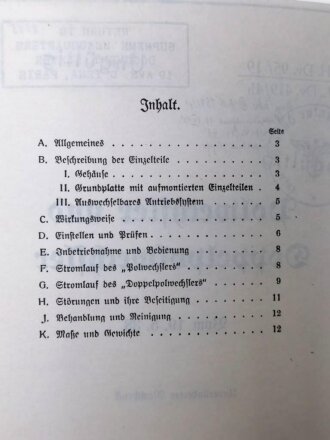 Inhalt.
Seite
A. Allgemeines . . . . . . . . . . . . . . . . 3
B. Beschreibung der Einzelteile . . . . . . . . . 3
I. Gehäuse . . . . . . . . . . . . . . . . 3
II. Grundplatte mit aufmontierten Einzelteilen . 4
III. Auswechselbares Antriebsystem . . . . . . 5
C. Wirkungsweise . . . . . . . . . . . . . . . 5
D. Einstellen und Prüfen . . . . . . . . . . . . 6
E. Inbetriebnahme und Bedienung . . . . . . . . 8
F. Stromlauf des „Polwechslers“ . . . . . . . . . 8
G. Stromlauf des „Doppelpolwechslers“ . . . . . . 9
H. Störungen und ihre Beseitigung . . . . . . . . 11
J. Behandlung und Reinigung . . . . . . . . . . 12
K. Maße und Gewichte . . . . . . . . . . . . . 12